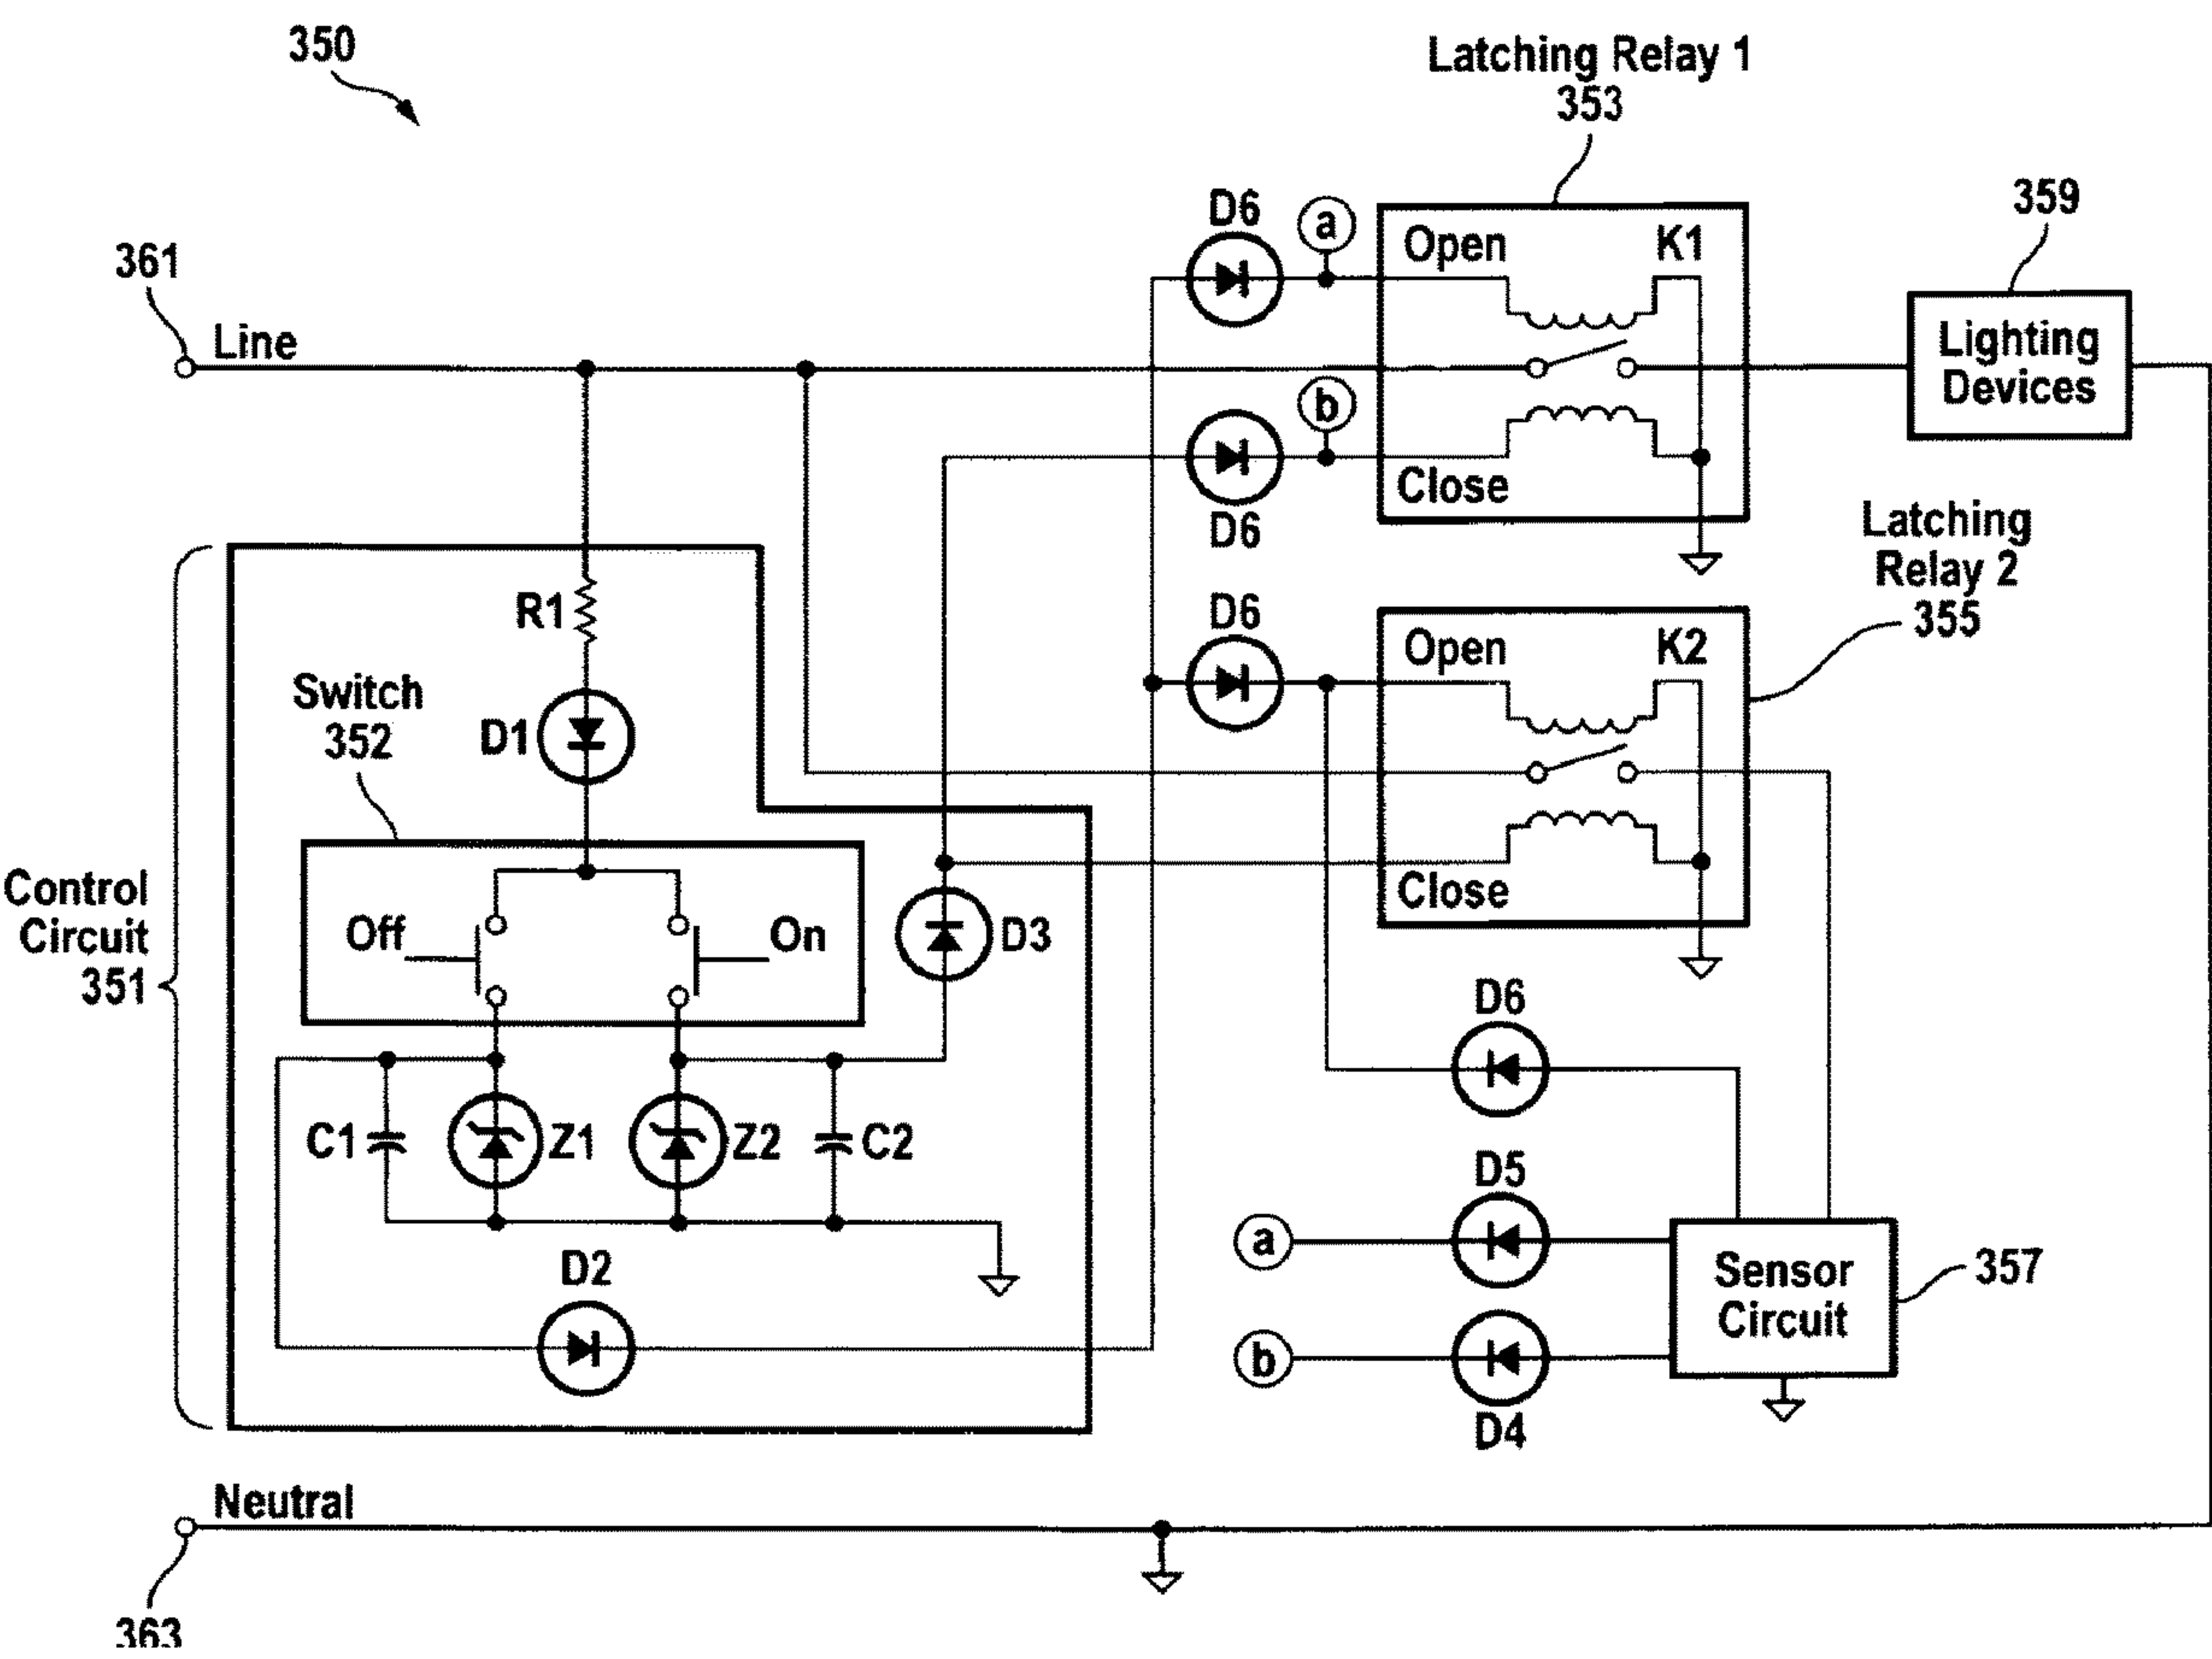 350
Latching Relay 1
353
359
361
Line
D6
a
Open
K1
Lighting
Devices
b
D6
Close
Latching
Relay 2
355
R1
D6
Open
K2
Switch
352
D1
Close
Control
Circuit
351
Off
On
D3
D6
C1
Z1
Z2
C2
D5
a
Sensor
Circuit
357
D2
b
D4
Neutral
363